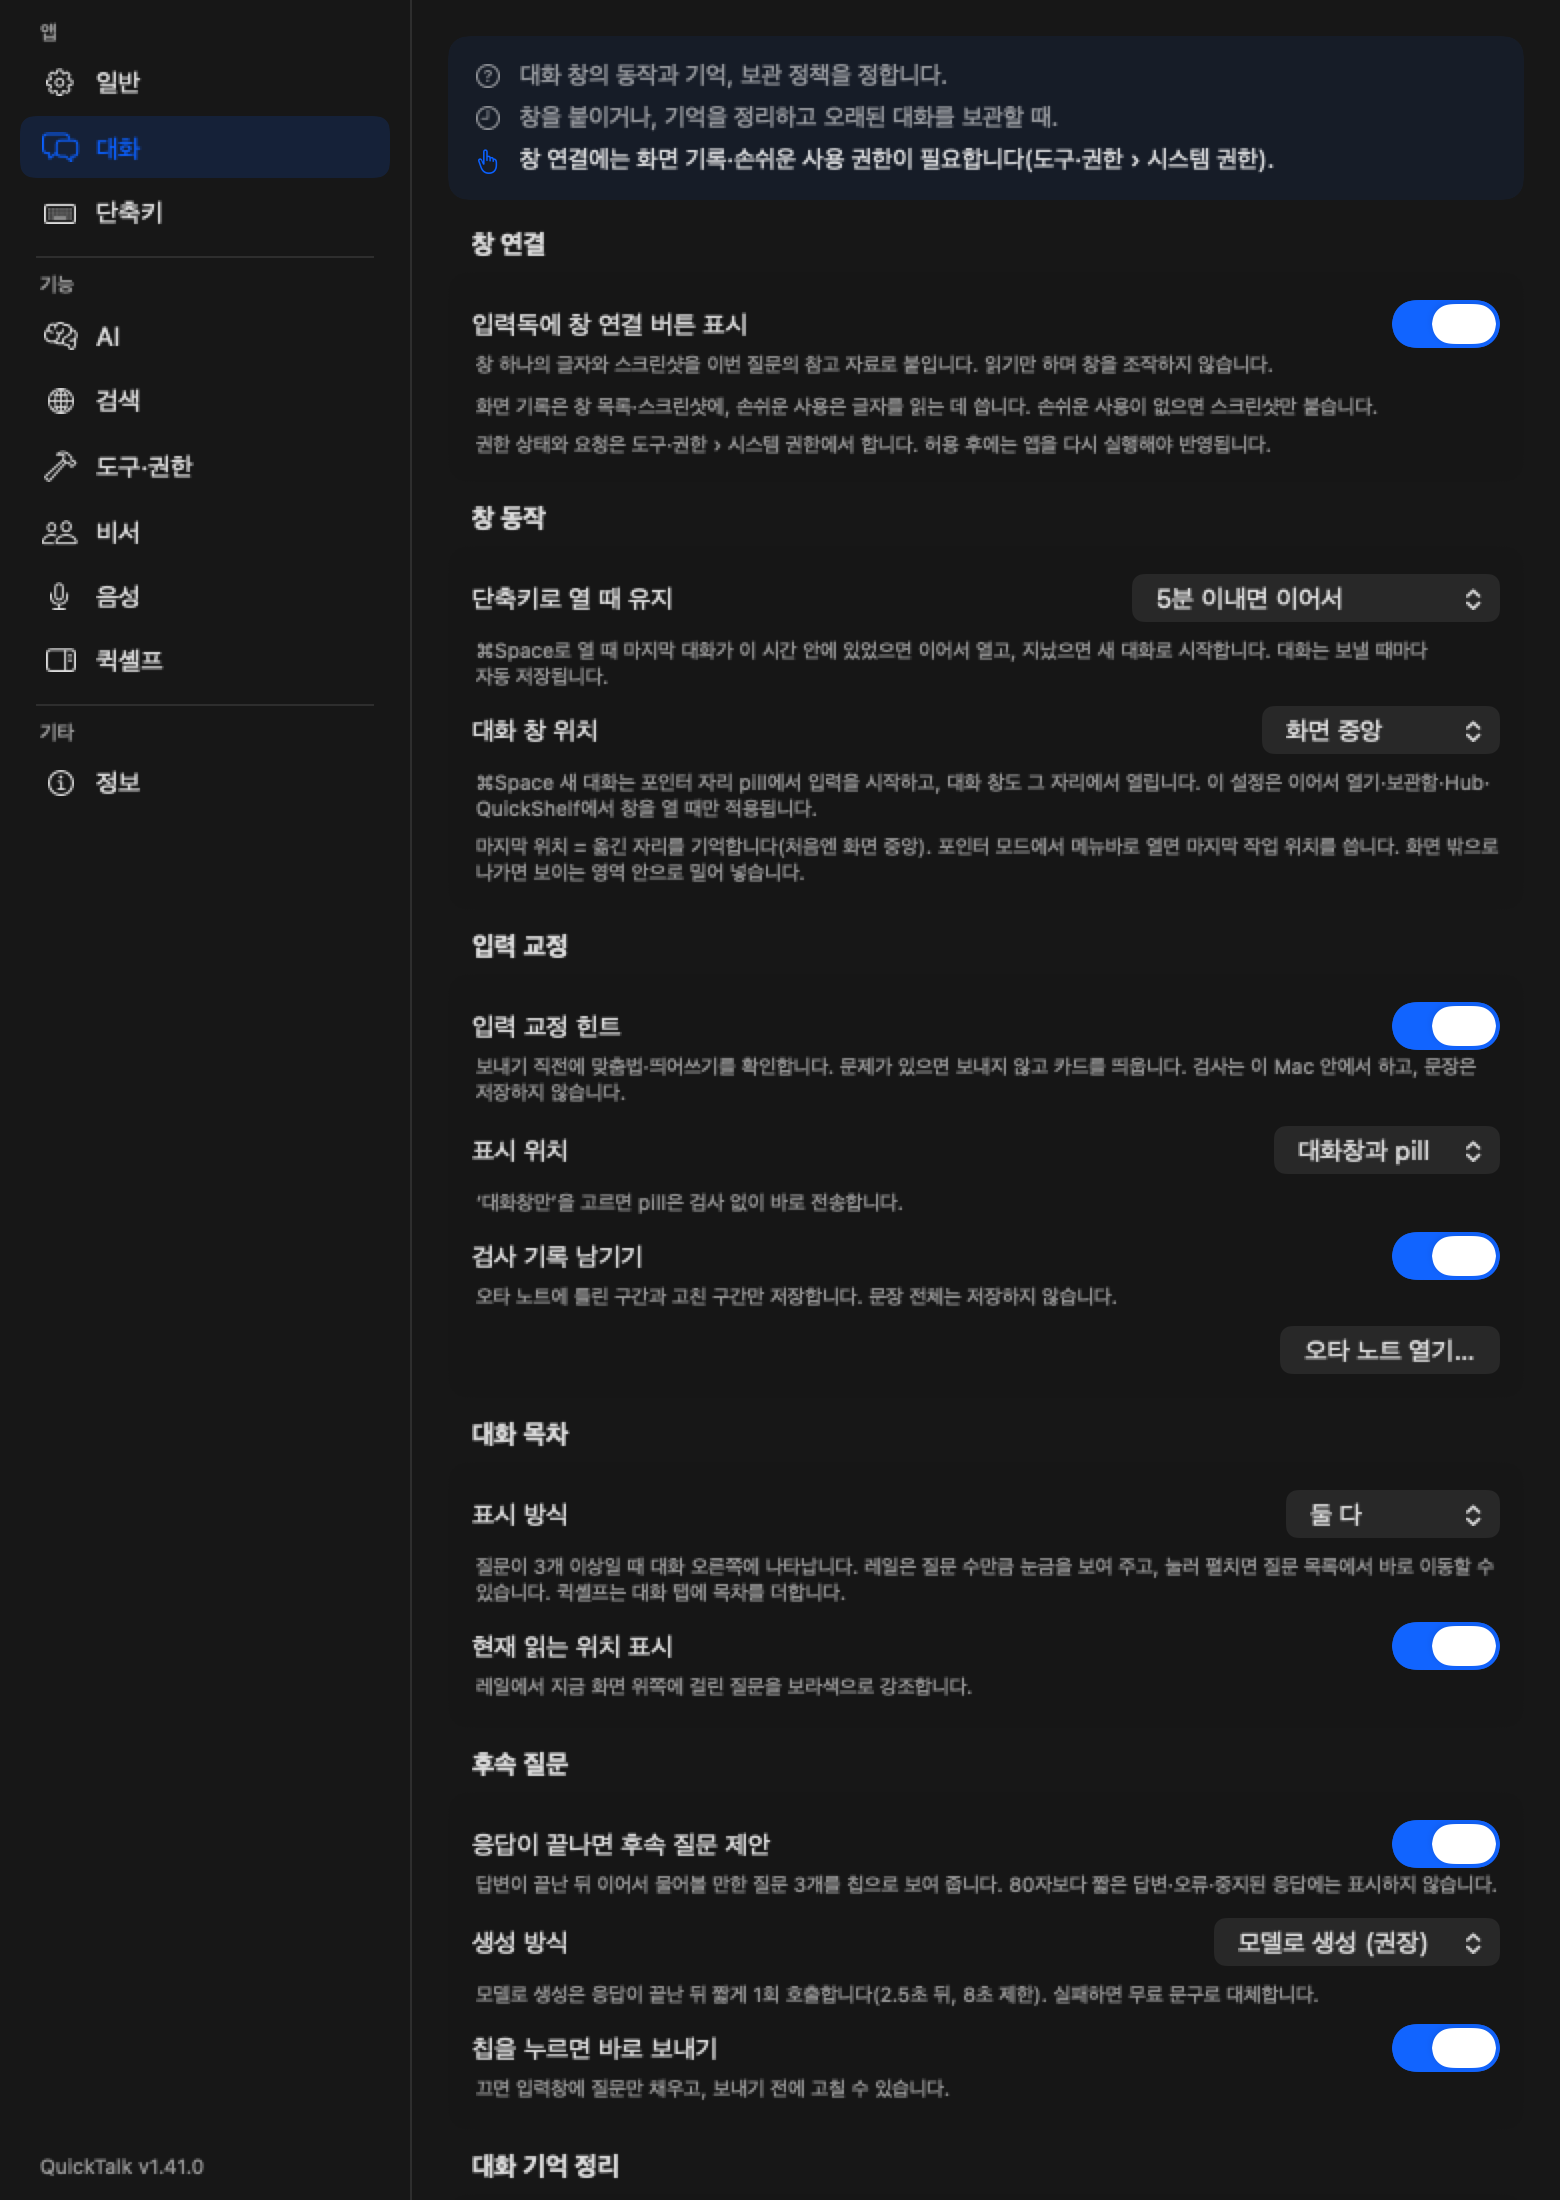 앱
일반
대화
단축키
기능
AI
검색
도구·권한
비서
음성
퀵셸프
기타
정보
QuickTalk v1.41.0
대화 창의 동작과 기억, 보관 정책을 정합니다.
창을 붙이거나, 기억을 정리하고 오래된 대화를 보관할 때.
창 연결에는 화면 기록·손쉬운 사용 권한이 필요합니다(도구·권한 › 시스템 권한).
창 연결
입력독에 창 연결 버튼 표시
창 하나의 글자와 스크린샷을 이번 질문의 참고 자료로 붙입니다. 읽기만 하며 창을 조작하지 않습니다.
화면 기록은 창 목록·스크린샷에, 손쉬운 사용은 글자를 읽는 데 씁니다. 손쉬운 사용이 없으면 스크린샷만 붙습니다.
권한 상태와 요청은 도구·권한 › 시스템 권한에서 합니다. 허용 후에는 앱을 다시 실행해야 반영됩니다.
창 동작
단축키로 열 때 유지
5분 이내면 이어서
⌘Space로 열 때 마지막 대화가 이 시간 안에 있었으면 이어서 열고, 지났으면 새 대화로 시작합니다. 대화는 보낼 때마다
자동 저장됩니다.
대화 창 위치
화면 중앙
⌘Space 새 대화는 포인터 자리 pill에서 입력을 시작하고, 대화 창도 그 자리에서 열립니다. 이 설정은 이어서 열기·보관함·Hub·
QuickShelf에서 창을 열 때만 적용됩니다.
마지막 위치 = 옮긴 자리를 기억합니다(처음엔 화면 중앙). 포인터 모드에서 메뉴바로 열면 마지막 작업 위치를 씁니다. 화면 밖으로
나가면 보이는 영역 안으로 밀어 넣습니다.
입력 교정
입력 교정 힌트
보내기 직전에 맞춤법·띄어쓰기를 확인합니다. 문제가 있으면 보내지 않고 카드를 띄웁니다. 검사는 이 Mac 안에서 하고, 문장은
저장하지 않습니다.
표시 위치
대화창과 pill
‘대화창만’을 고르면 pill은 검사 없이 바로 전송합니다.
검사 기록 남기기
오타 노트에 틀린 구간과 고친 구간만 저장합니다. 문장 전체는 저장하지 않습니다.
오타 노트 열기...
대화 목차
표시 방식
둘 다
질문이 3개 이상일 때 대화 오른쪽에 나타납니다. 레일은 질문 수만큼 눈금을 보여 주고, 눌러 펼치면 질문 목록에서 바로 이동할 수
있습니다. 퀵셸프는 대화 탭에 목차를 더합니다.
현재 읽는 위치 표시
레일에서 지금 화면 위쪽에 걸린 질문을 보라색으로 강조합니다.
후속 질문
응답이 끝나면 후속 질문 제안
답변이 끝난 뒤 이어서 물어볼 만한 질문 3개를 칩으로 보여 줍니다. 80자보다 짧은 답변·오류·중지된 응답에는 표시하지 않습니다.
생성 방식
모델로 생성 (권장)
모델로 생성은 응답이 끝난 뒤 짧게 1회 호출합니다(2.5초 뒤, 8초 제한). 실패하면 무료 문구로 대체합니다.
칩을 누르면 바로 보내기
끄면 입력창에 질문만 채우고, 보내기 전에 고칠 수 있습니다.
대화 기억 정리